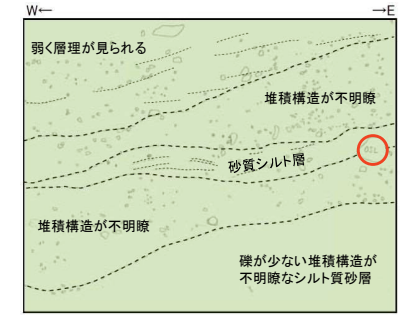 W← →E
弱く層理が見られる
堆積構造が不明瞭
OIL
砂質シルト層
堆積構造が不明瞭
礫が少ない堆積構造が
不明瞭なシルト質砂層